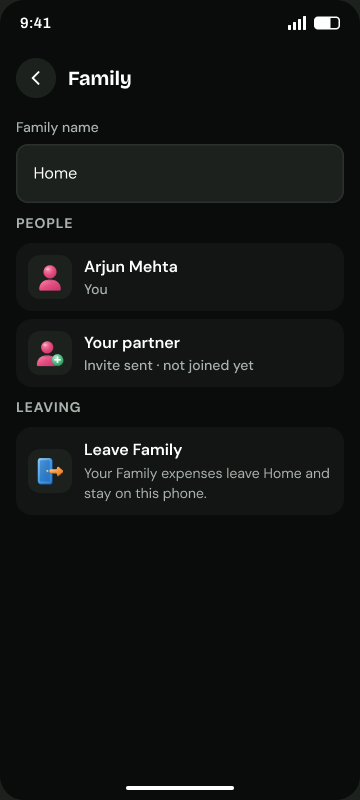 9:41
Family
Family name
Home
PEOPLE
Arjun Mehta
You
Your partner
Invite sent · not joined yet
LEAVING
Leave Family
Your Family expenses leave Home and
stay on this phone.